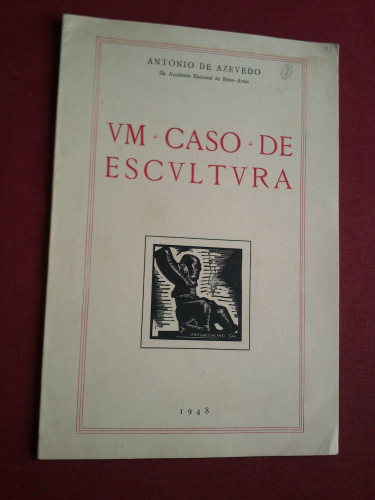 ANTÓNIO DE AZEVEDO
Da Academia Nacional de Belas-Artes
VM · CASO · DE
ESCVLTVRA
1948